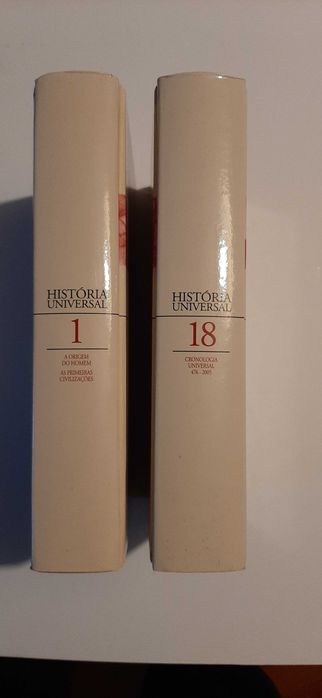 HISTÓRIA
UNIVERSAL
1
A ORIGEM
DO HOMEM
AS PRIMEIRAS
CIVILIZAÇÕES
HISTÓRIA
UNIVERSAL
18
CRONOLOGIA
UNIVERSAL
476 - 2005